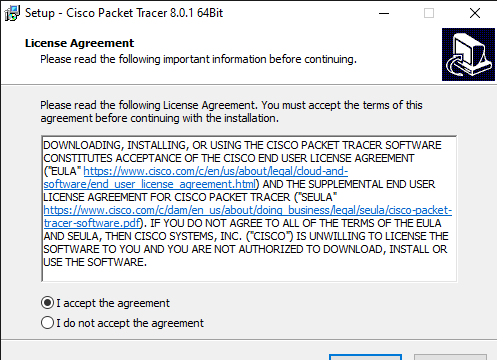 Setup - Cisco Packet Tracer 8.0.1 64Bit
License Agreement
Please read the following important information before continuing.
Please read the following License Agreement. You must accept the terms of this
agreement before continuing with the installation.
DOWNLOADING, INSTALLING, OR USING THE CISCO PACKET TRACER SOFTWARE
CONSTITUTES ACCEPTANCE OF THE CISCO END USER LICENSE AGREEMENT
("EULA" https://www.cisco.com/c/en/us/about/legal/cloud-and-
software/end_user_license_agreement.html) AND THE SUPPLEMENTAL END USER
LICENSE AGREEMENT FOR CISCO PACKET TRACER ("SEULA"
https://www.cisco.com/c/dam/en_us/about/doing_business/legal/seula/cisco-packet-
tracer-software.pdf). IF YOU DO NOT AGREE TO ALL OF THE TERMS OF THE EULA
AND SEULA, THEN CISCO SYSTEMS, INC. ("CISCO") IS UNWILLING TO LICENSE THE
SOFTWARE TO YOU AND YOU ARE NOT AUTHORIZED TO DOWNLOAD, INSTALL OR
USE THE SOFTWARE.
I accept the agreement
I do not accept the agreement